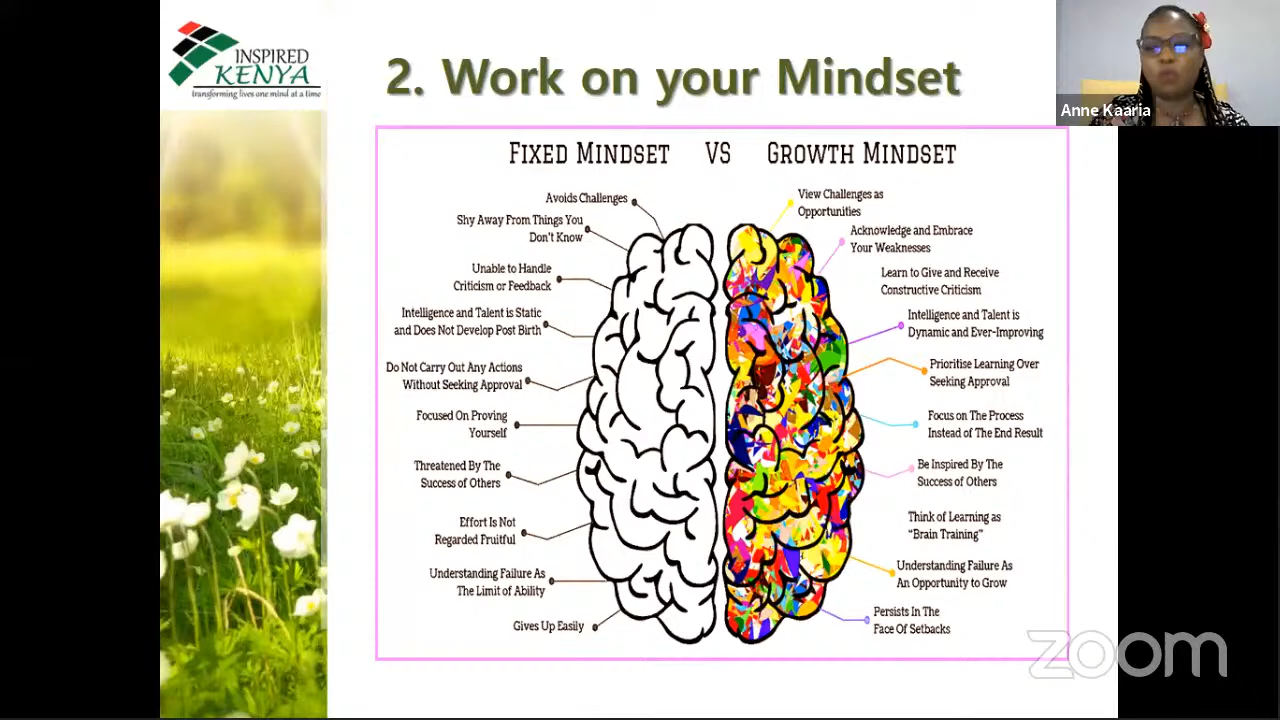 INSPIRED
KENYA
transforming lives one mind at a time
2. Work on your Mindset
Anne Kaaria
FIXED MINDSET VS GROWTH MINDSET
Avoids Challenges
Shy Away From Things You
Don't Know
Unable to Handle
Criticism or Feedback
Intelligence and Talent is Static
and Does Not Develop Post Birth
Do Not Carry Out Any Actions
Without Seeking Approval
Focused On Proving
Yourself
Threatened By The
Success of Others
Effort Is Not
Regarded Fruitful
Understanding Failure As
The Limit of Ability
Gives Up Easily
View Challenges as
Opportunities
Acknowledge and Embrace
Your Weaknesses
Learn to Give and Receive
Constructive Criticism
Intelligence and Talent is
Dynamic and Ever-Improving
Prioritise Learning Over
Seeking Approval
Focus on The Process
Instead of The End Result
Be Inspired By The
Success of Others
Think of Learning as
"Brain Training"
Understanding Failure As
An Opportunity to Grow
Persists In The
Face Of Setbacks
zoom